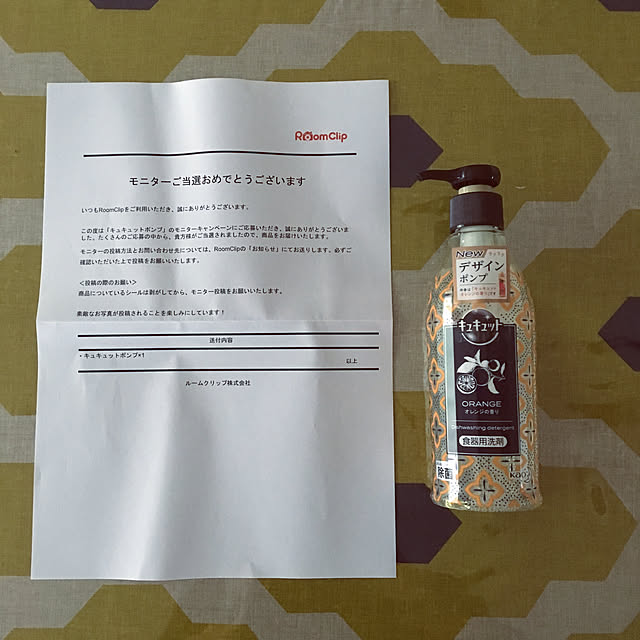 RoomClip
モニターご当選おめでとうございます
いつもRoomClipをご利用いただき、誠にありがとうございます。
この度は「キュキュットポンプ」のモニターキャンペーンにご応募いただき、誠にありがとうございま
した。たくさんのご応募の中から、貴方様がご当選されましたので、商品をお届けいたします。
モニターの投稿方法とお問い合わせ先については、RoomClipの「お知らせ」にてお送りします。必ずご
確認いただいた上で投稿をお願いいたします。
＜投稿の際のお願い＞
商品についているシールは剥がしてから、モニター投稿をお願いいたします。
素敵なお写真が投稿されることを楽しみにしています！
送付内容
・キュキュットポンプ×1
以上
ルームクリップ株式会社
New
デザイン
ポンプ
キュキュット
ORANGE
オレンジの香り
Dishwashing detergent
食器用洗剤
除菌